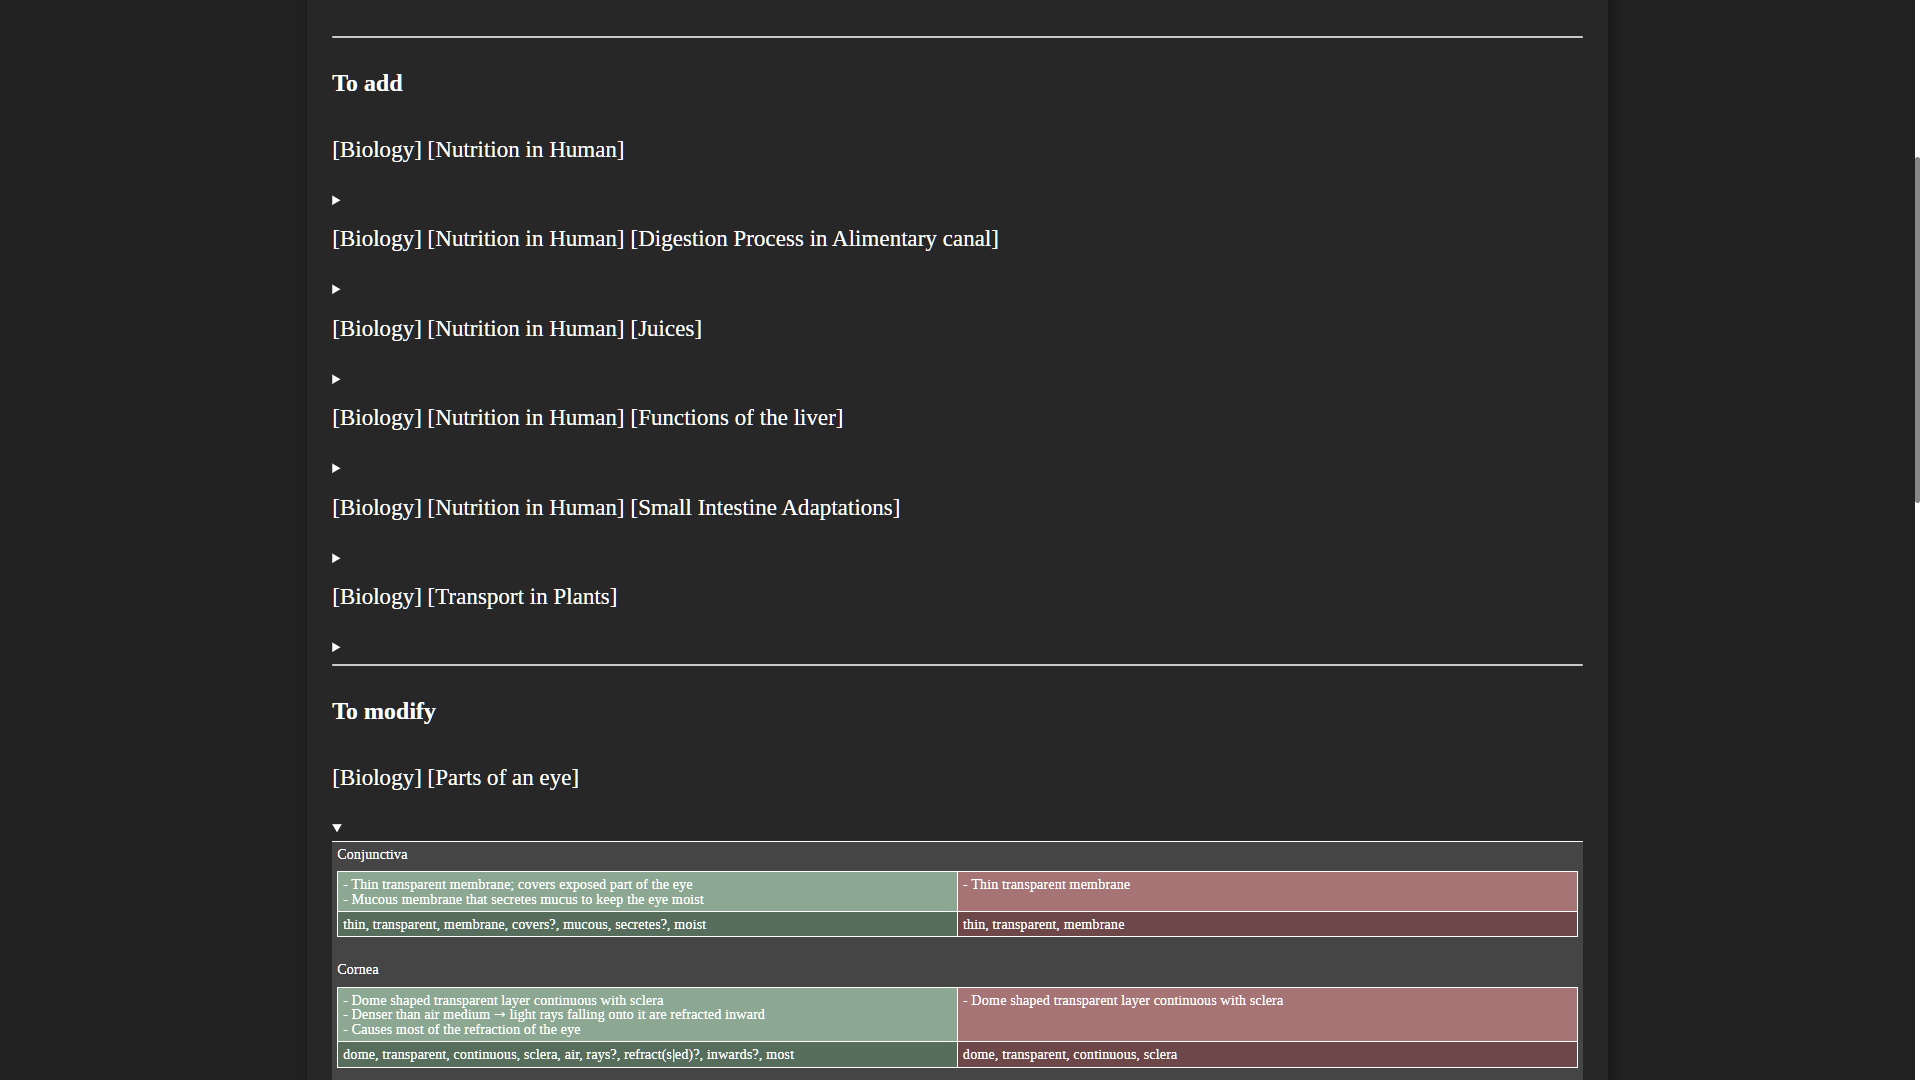 To add
[Biology] [Nutrition in Human]
[Biology] [Nutrition in Human] [Digestion Process in Alimentary canal]
[Biology] [Nutrition in Human] [Juices]
[Biology] [Nutrition in Human] [Functions of the liver]
[Biology] [Nutrition in Human] [Small Intestine Adaptations]
[Biology] [Transport in Plants]
To modify
[Biology] [Parts of an eye]
Conjunctiva
- Thin transparent membrane; covers exposed part of the eye
- Mucous membrane that secretes mucus to keep the eye moist
- Thin transparent membrane
thin, transparent, membrane, covers?, mucous, secretes?, moist
thin, transparent, membrane
Cornea
- Dome shaped transparent layer continuous with sclera
- Denser than air medium → light rays falling onto it are refracted inward
- Causes most of the refraction of the eye
- Dome shaped transparent layer continuous with sclera
dome, transparent, continuous, sclera, air, rays?, refract(s|ed)?, inwards?, most
dome, transparent, continuous, sclera